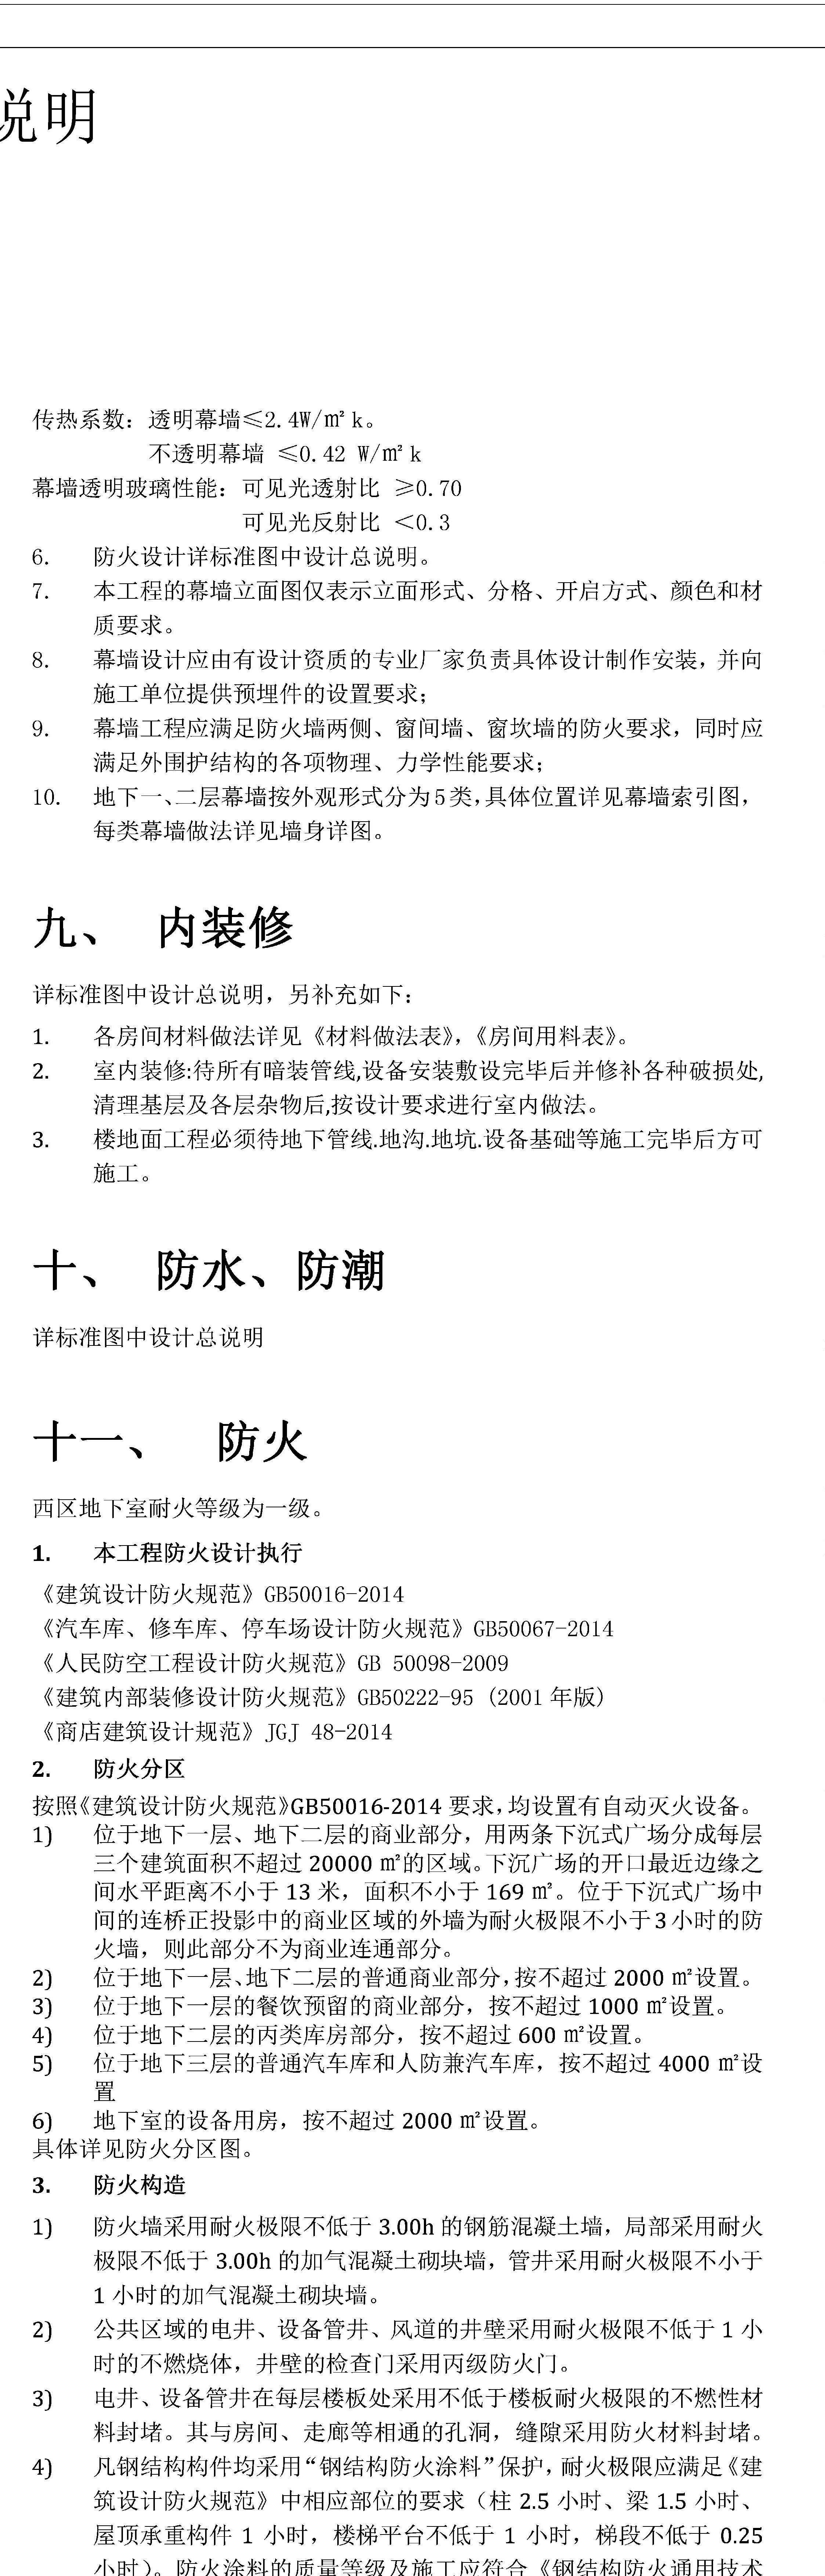 说明
传热系数：透明幕墙≤2.4W/㎡k。
不透明幕墙 ≤0.42 W/㎡k
幕墙透明玻璃性能：可见光透射比 ≥0.70
可见光反射比 <0.3
6. 防火设计详标准图中设计总说明。
7. 本工程的幕墙立面图仅表示立面形式、分格、开启方式、颜色和材
质要求。
8. 幕墙设计应由有设计资质的专业厂家负责具体设计制作安装，并向
施工单位提供预埋件的设置要求；
9. 幕墙工程应满足防火墙两侧、窗间墙、窗坎墙的防火要求，同时应
满足外围护结构的各项物理、力学性能要求；
10. 地下一、二层幕墙按外观形式分为5类，具体位置详见幕墙索引图，
每类幕墙做法详见墙身详图。
九、 内装修
详标准图中设计总说明，另补充如下：
1. 各房间材料做法详见《材料做法表》，《房间用料表》。
2. 室内装修:待所有暗装管线,设备安装敷设完毕后并修补各种破损处,
清理基层及各层杂物后,按设计要求进行室内做法。
3. 楼地面工程必须待地下管线.地沟.地坑.设备基础等施工完毕后方可
施工。
十、 防水、防潮
详标准图中设计总说明
十一、 防火
西区地下室耐火等级为一级。
1. 本工程防火设计执行
《建筑设计防火规范》GB50016-2014
《汽车库、修车库、停车场设计防火规范》GB50067-2014
《人民防空工程设计防火规范》GB 50098-2009
《建筑内部装修设计防火规范》GB50222-95（2001年版）
《商店建筑设计规范》JGJ 48-2014
2. 防火分区
按照《建筑设计防火规范》GB50016-2014 要求，均设置有自动灭火设备。
1) 位于地下一层、地下二层的商业部分，用两条下沉式广场分成每层
三个建筑面积不超过 20000 ㎡的区域。下沉广场的开口最近边缘之
间水平距离不小于 13 米，面积不小于 169 ㎡。位于下沉式广场中
间的连桥正投影中的商业区域的外墙为耐火极限不小于3小时的防
火墙，则此部分不为商业连通部分。
2) 位于地下一层、地下二层的普通商业部分，按不超过 2000 ㎡设置。
3) 位于地下一层的餐饮预留的商业部分，按不超过 1000 ㎡设置。
4) 位于地下二层的丙类库房部分，按不超过 600 ㎡设置。
5) 位于地下三层的普通汽车库和人防兼汽车库，按不超过 4000 ㎡设
置
6) 地下室的设备用房，按不超过 2000 ㎡设置。
具体详见防火分区图。
3. 防火构造
1) 防火墙采用耐火极限不低于 3.00h 的钢筋混凝土墙，局部采用耐火
极限不低于 3.00h 的加气混凝土砌块墙，管井采用耐火极限不小于
1 小时的加气混凝土砌块墙。
2) 公共区域的电井、设备管井、风道的井壁采用耐火极限不低于 1 小
时的不燃烧体，井壁的检查门采用丙级防火门。
3) 电井、设备管井在每层楼板处采用不低于楼板耐火极限的不燃性材
料封堵。其与房间、走廊等相通的孔洞，缝隙采用防火材料封堵。
4) 凡钢结构构件均采用“钢结构防火涂料”保护，耐火极限应满足《建
筑设计防火规范》中相应部位的要求（柱 2.5 小时、梁 1.5 小时、
屋顶承重构件 1 小时，楼梯平台不低于 1 小时，梯段不低于 0.25
小时）。防火涂料的质量等级及施工应符合《钢结构防火通用技术